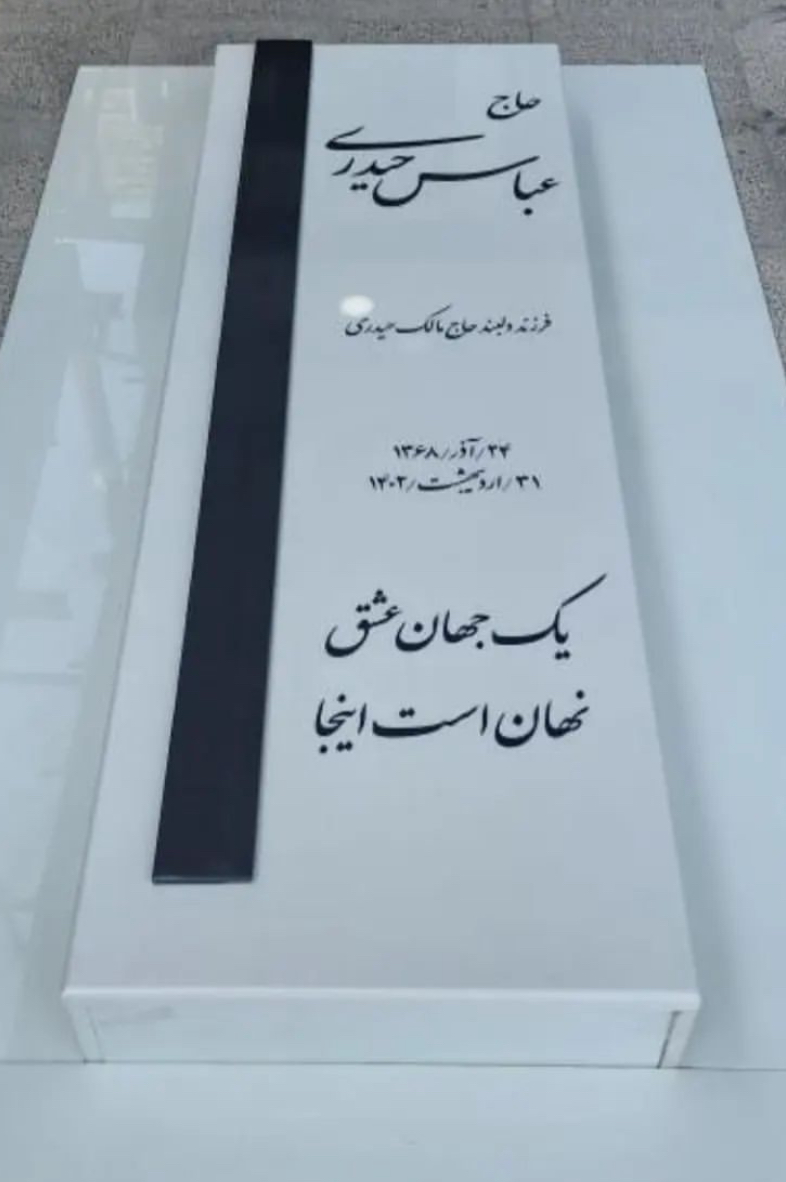 حاج
عباس حیدری
فرزند دلبند حاج مالک حیدری
۲۴/آذر/۱۳۶۸
۳۱/اردیبهشت/۱۴۰۲
یک جهان عشق
نهان است اینجا